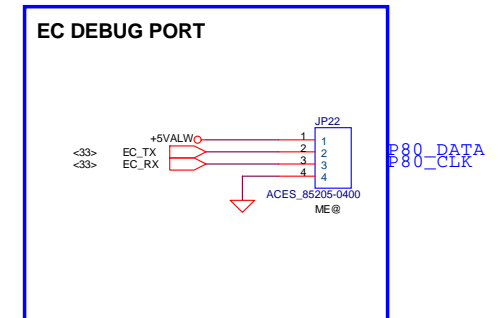 EC DEBUG PORT
JP22
+5VALW 1 1
<33> EC_TX 2 2 P80_DATA
<33> EC_RX 3 3 P80_CLK
4 4
ACES_85205-0400
ME@